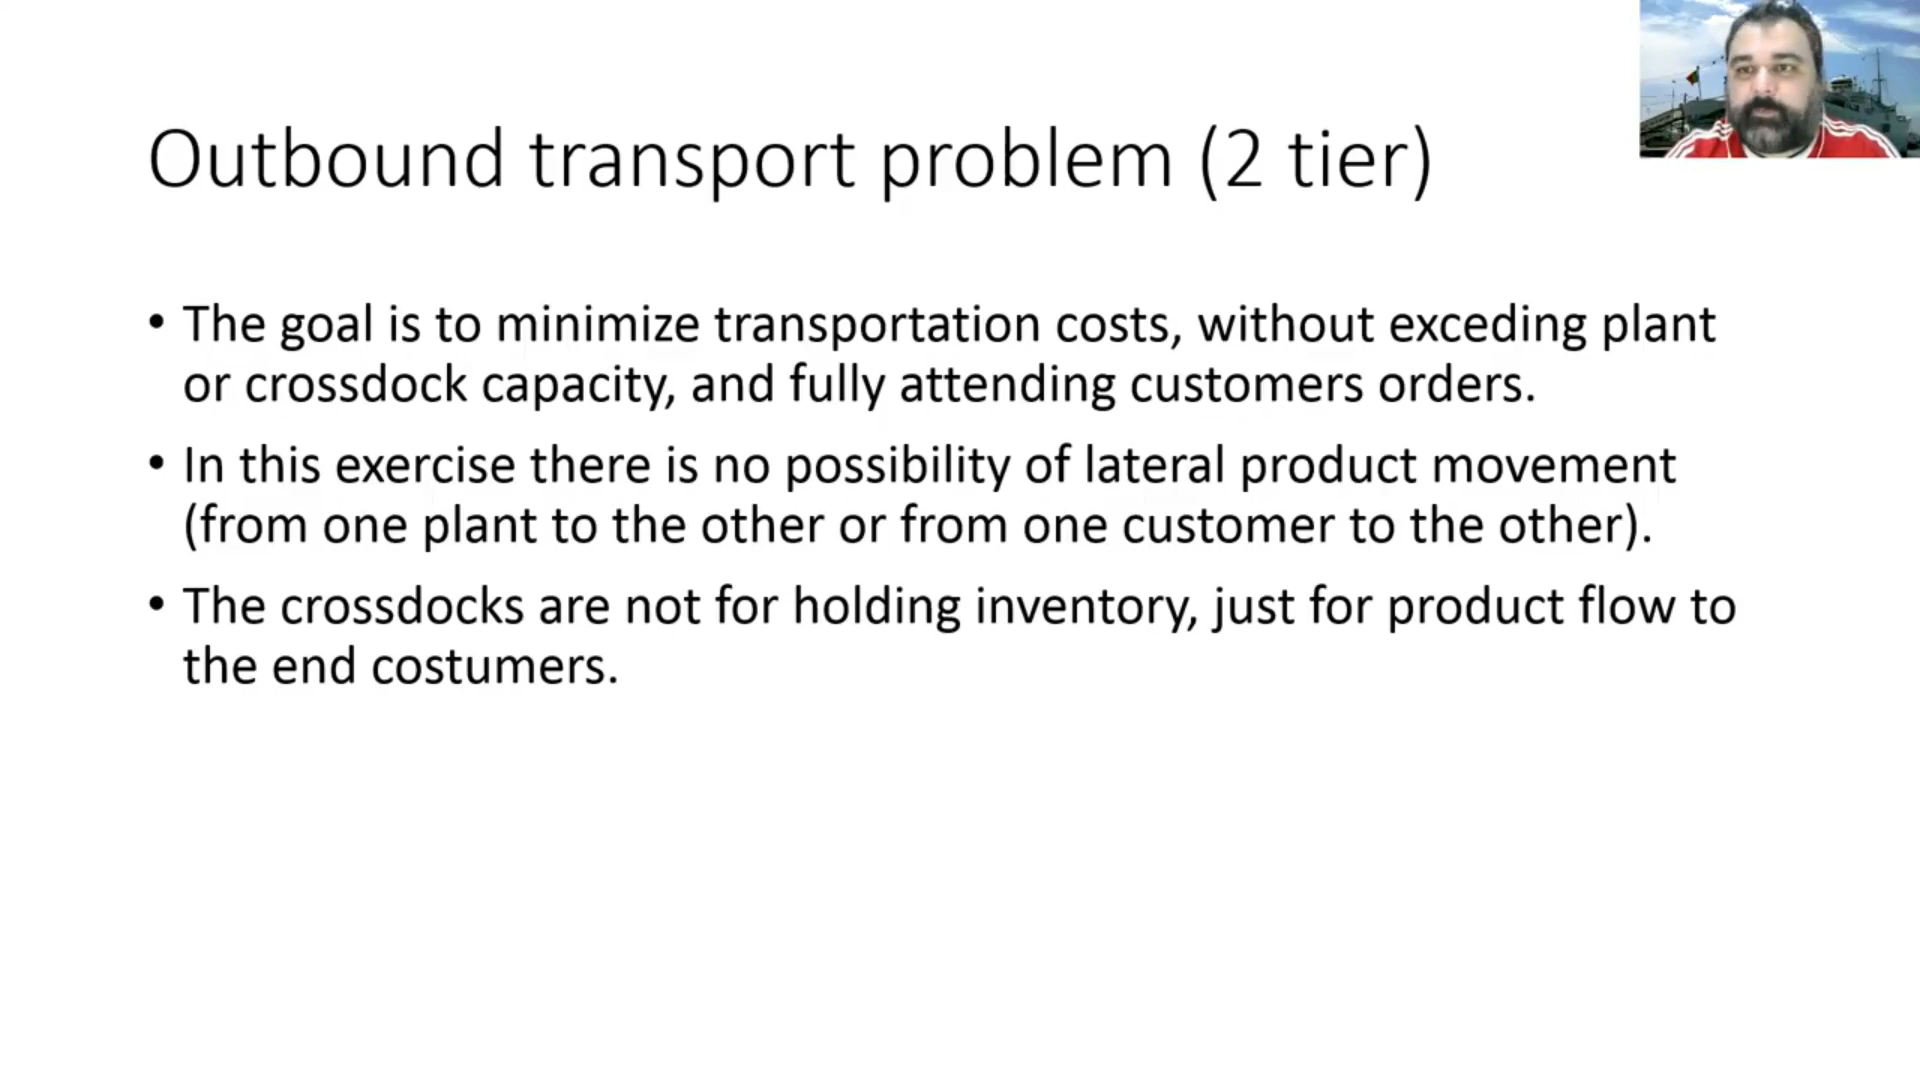 Outbound transport problem (2 tier)
• The goal is to minimize transportation costs, without exceding plant
or crossdock capacity, and fully attending customers orders.
• In this exercise there is no possibility of lateral product movement
(from one plant to the other or from one customer to the other).
• The crossdocks are not for holding inventory, just for product flow to
the end costumers.